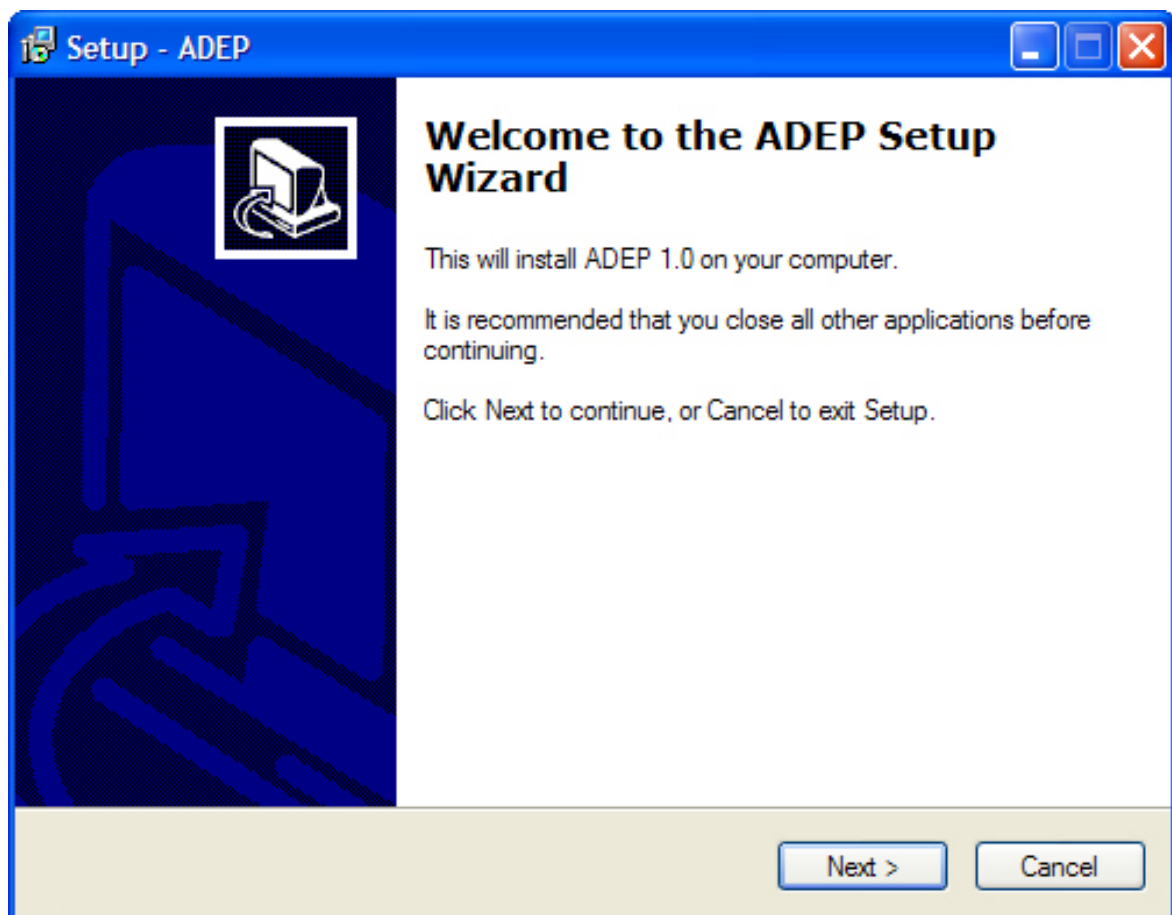 Setup - ADEP
Welcome to the ADEP Setup
Wizard
This will install ADEP 1.0 on your computer.
It is recommended that you close all other applications before
continuing.
Click Next to continue, or Cancel to exit Setup.
Next >
Cancel